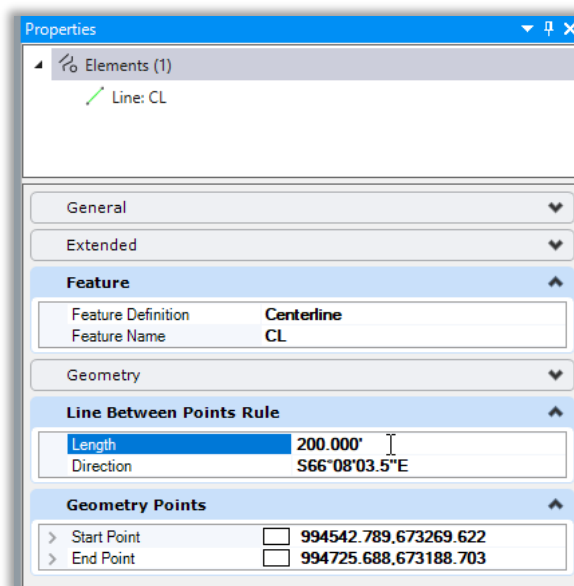 Properties
Elements (1)
Line: CL
General
Extended
Feature
Feature Definition Centerline
Feature Name CL
Geometry
Line Between Points Rule
Length 200.000'
Direction S66°08'03.5"E
Geometry Points
Start Point 994542.789,673269.622
End Point 994725.688,673188.703